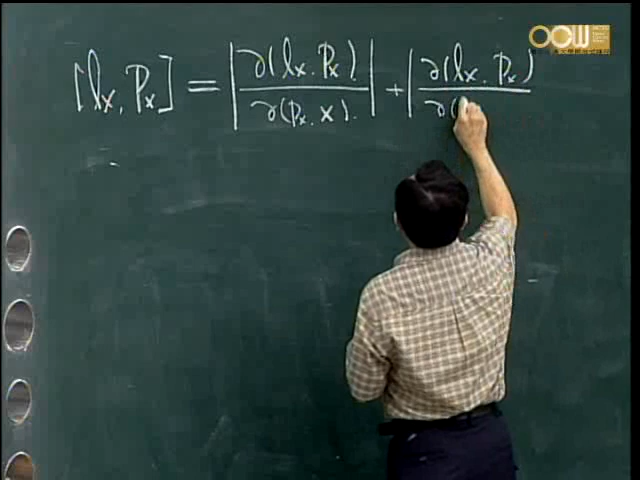 OCW
[lx, Px] = |∂(lx, Px) / ∂(Px, x)| + |∂(lx, Px) / ∂(